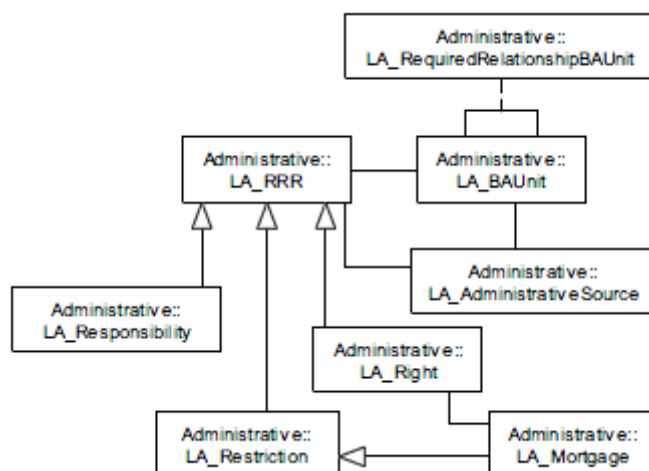 Administrative::
LA_RequiredRelationshipBAUnit
Administrative::
LA_RRR
Administrative::
LA_BAUnit
Administrative::
LA_AdministrativeSource
Administrative::
LA_Responsibility
Administrative::
LA_Right
Administrative::
LA_Restriction
Administrative::
LA_Mortgage